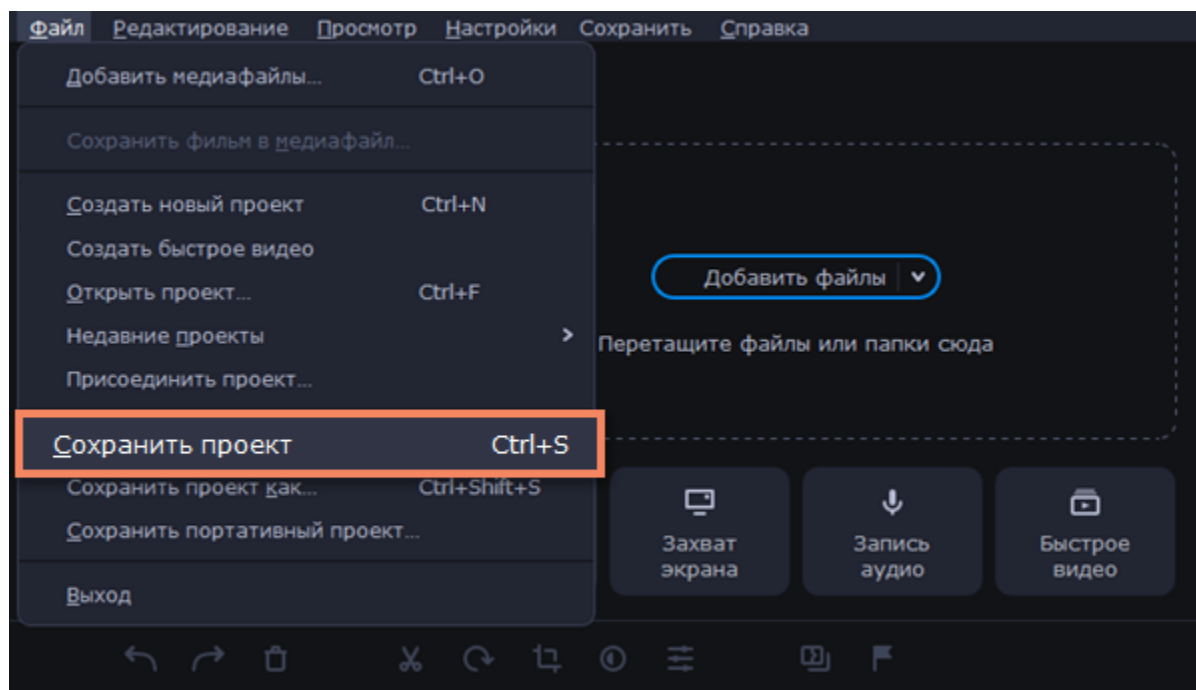 Файл Редактирование Просмотр Настройки Сохранить Справка
Добавить медиафайлы... Ctrl+O
Сохранить фильм в медиафайл...
Создать новый проект Ctrl+N
Создать быстрое видео
Открыть проект... Ctrl+F
Недавние проекты
Присоединить проект...
Сохранить проект Ctrl+S
Сохранить проект как... Ctrl+Shift+S
Сохранить портативный проект...
Выход
Добавить файлы
Перетащите файлы или папки сюда
Захват
экрана
Запись
аудио
Быстрое
видео